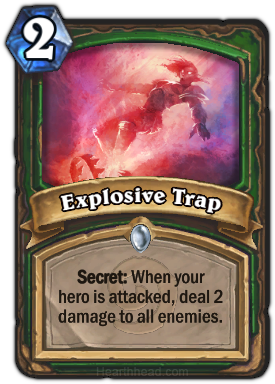 2
Explosive Trap
Secret: When your
hero is attacked, deal 2
damage to all enemies.
Hearthhead.com